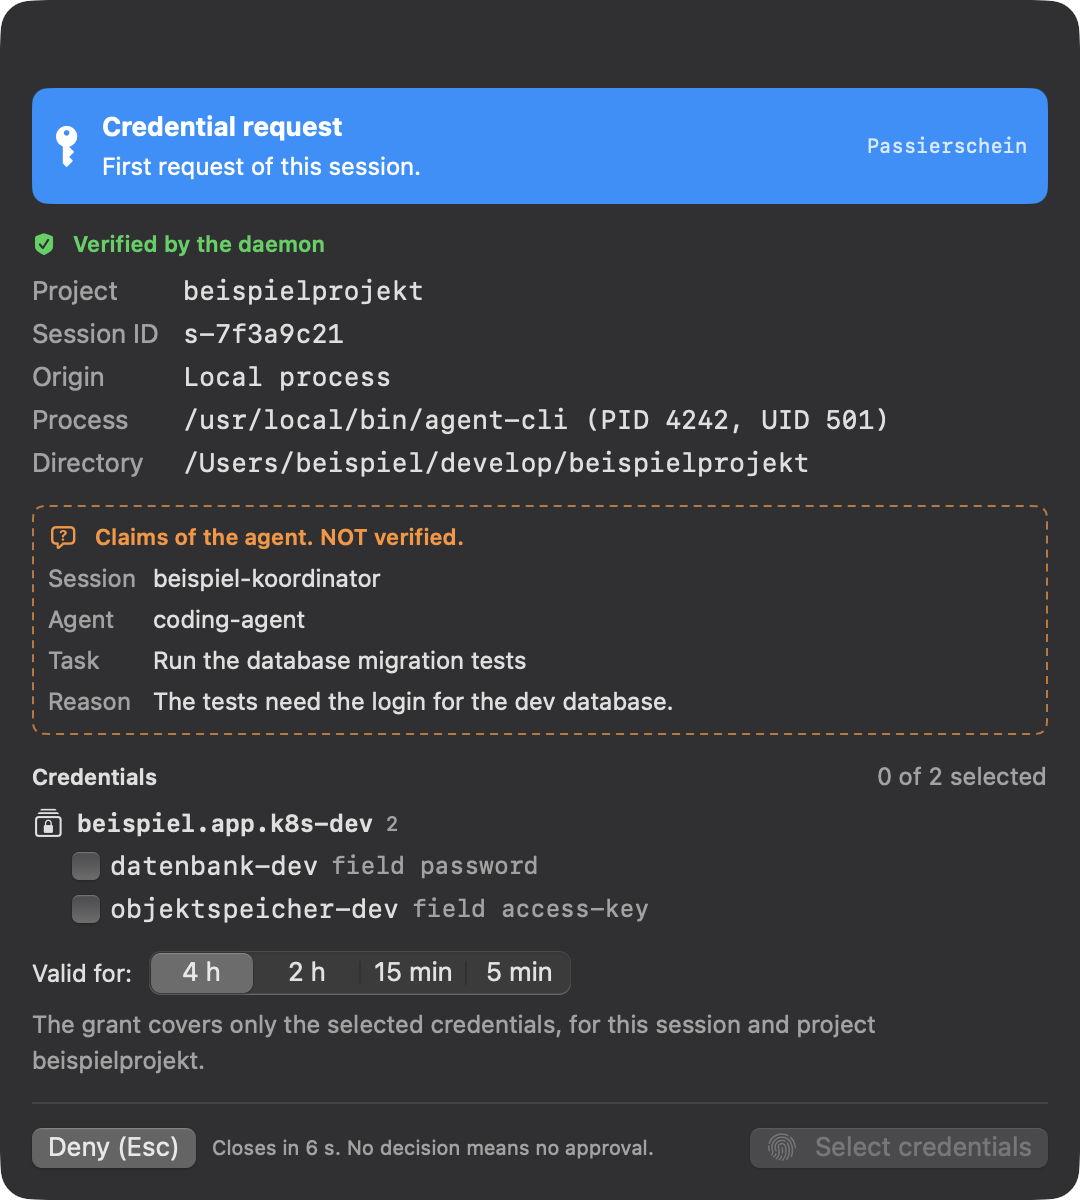 Credential request
First request of this session.
Passierschein
Verified by the daemon
Project beispielprojekt
Session ID s-7f3a9c21
Origin Local process
Process /usr/local/bin/agent-cli (PID 4242, UID 501)
Directory /Users/beispiel/develop/beispielprojekt
Claims of the agent. NOT verified.
Session beispiel-koordinator
Agent coding-agent
Task Run the database migration tests
Reason The tests need the login for the dev database.
Credentials 0 of 2 selected
beispiel.app.k8s-dev 2
datenbank-dev field password
objektspeicher-dev field access-key
Valid for: 4 h 2 h 15 min 5 min
The grant covers only the selected credentials, for this session and project
beispielprojekt.
Deny (Esc) Closes in 6 s. No decision means no approval. Select credentials